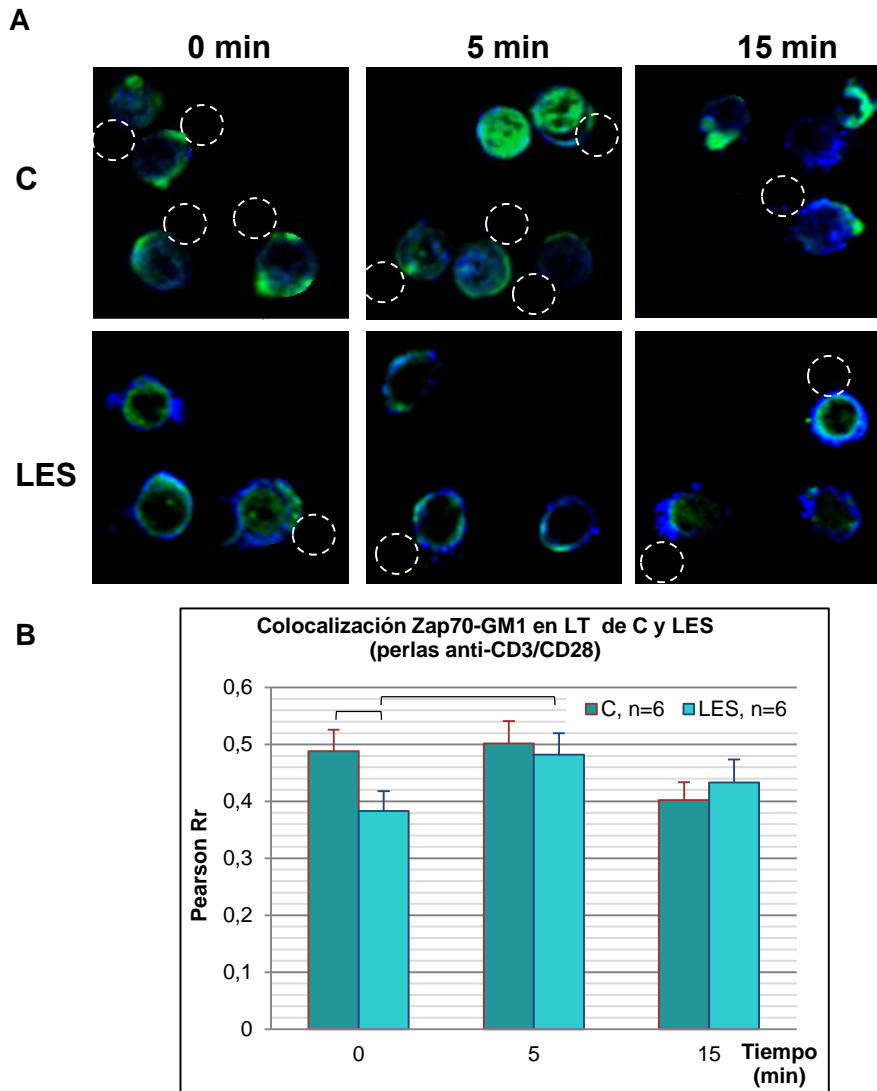 A
0 min 5 min 15 min
C
LES
B
Colocalización Zap70-GM1 en LT de C y LES
(perlas anti-CD3/CD28)
0,6
0,5
0,4
0,3
0,2
0,1
0
Pearson Rr
C, n=6 LES, n=6
0 5 15
Tiempo
(min)